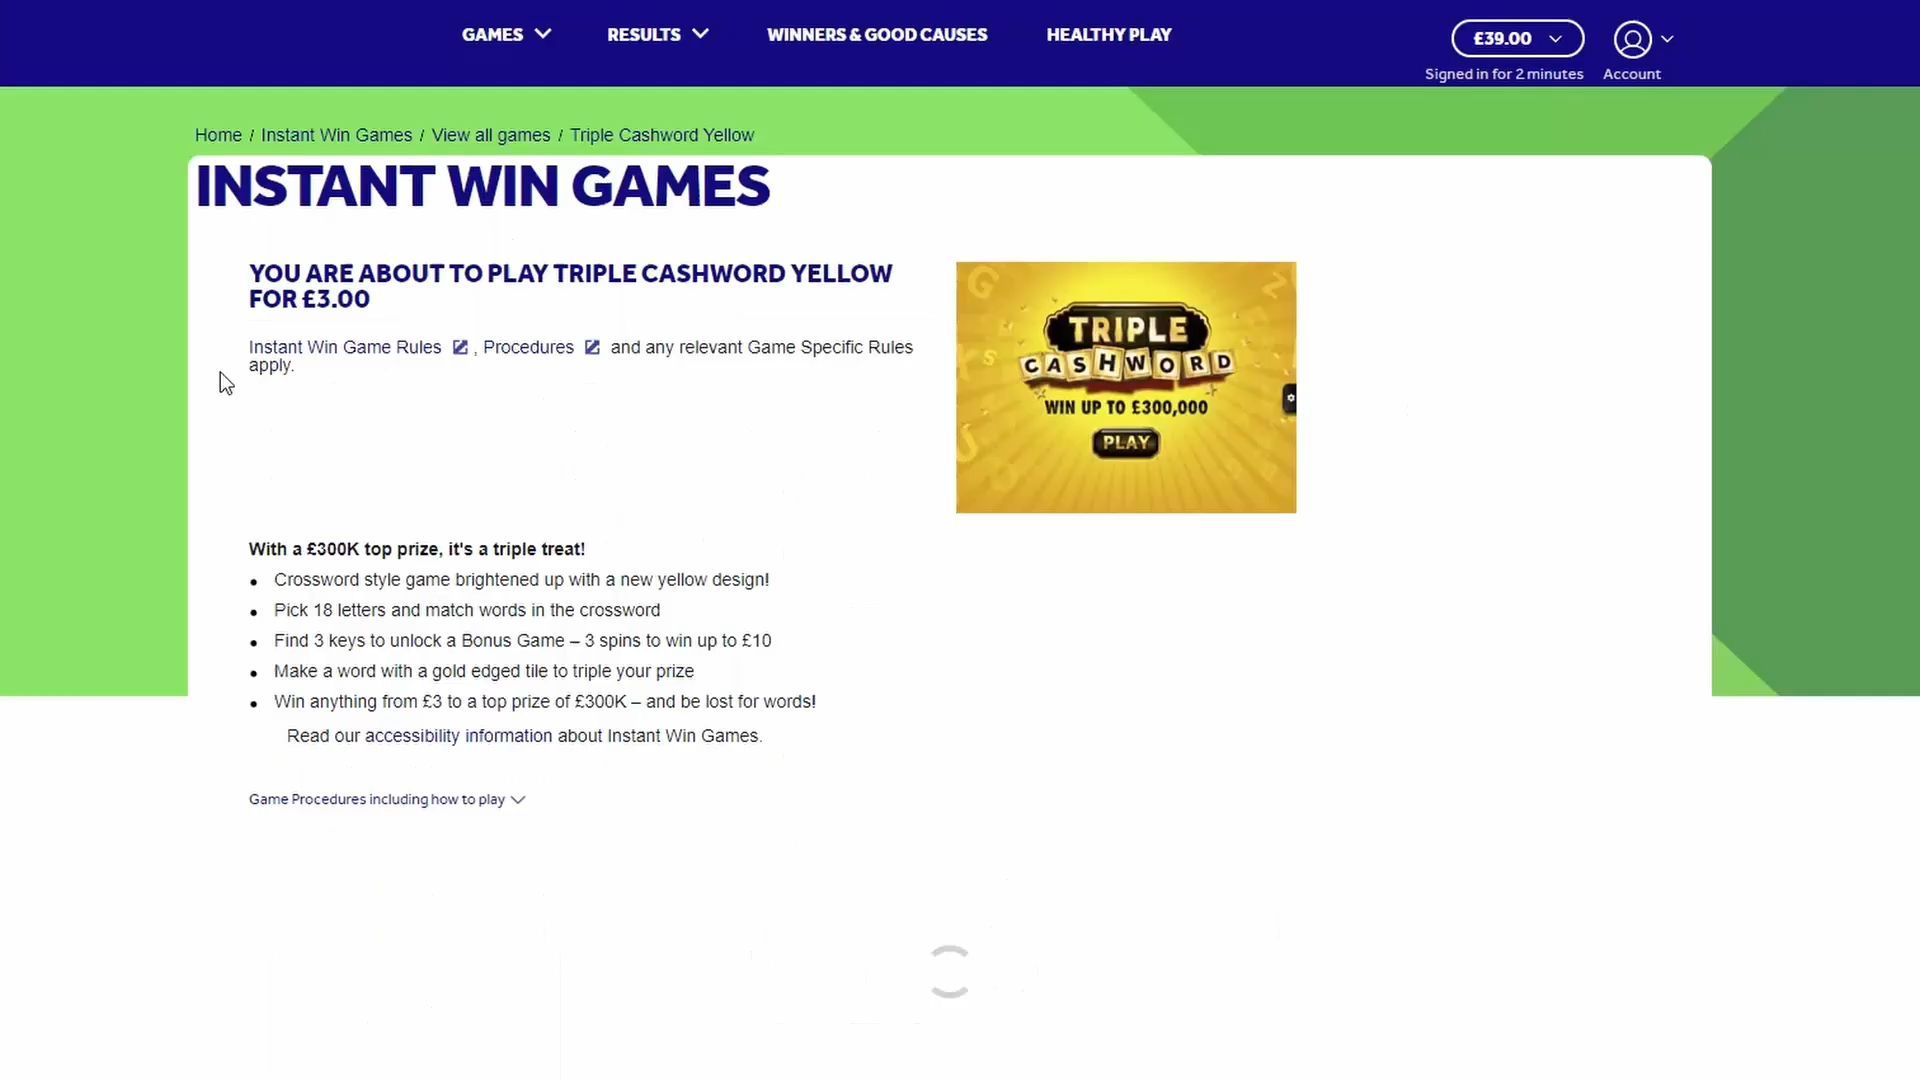 GAMES
RESULTS
WINNERS & GOOD CAUSES
HEALTHY PLAY
£39.00
Signed in for 2 minutes
Account
Home / Instant Win Games / View all games / Triple Cashword Yellow
INSTANT WIN GAMES
YOU ARE ABOUT TO PLAY TRIPLE CASHWORD YELLOW
FOR £3.00
Instant Win Game Rules , Procedures and any relevant Game Specific Rules
apply.
TRIPLE
CASHWORD
WIN UP TO £300,000
PLAY
With a £300K top prize, it's a triple treat!
• Crossword style game brightened up with a new yellow design!
• Pick 18 letters and match words in the crossword
• Find 3 keys to unlock a Bonus Game – 3 spins to win up to £10
• Make a word with a gold edged tile to triple your prize
• Win anything from £3 to a top prize of £300K – and be lost for words!
Read our accessibility information about Instant Win Games.
Game Procedures including how to play